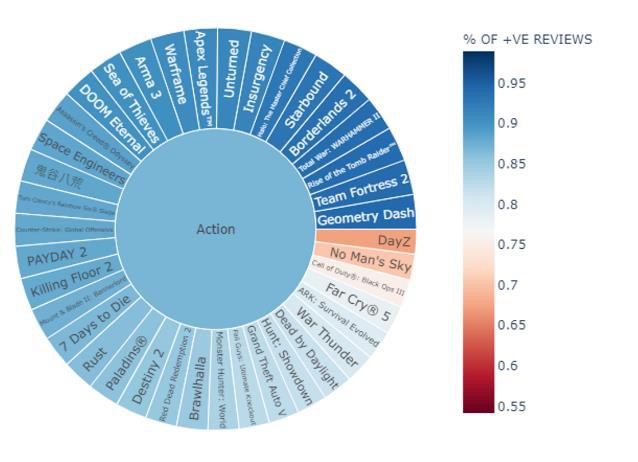 % OF +VE REVIEWS
0.95
0.9
0.85
0.8
0.75
0.7
0.65
0.6
0.55
Action
Geometry Dash
Team Fortress 2
Rise of the Tomb Raider™
Total War: WARHAMMER II
Borderlands 2
Starbound
Halo: The Master Chief Collection
Insurgency
Unturned
Apex Legends™
Warframe
Arma 3
Sea of Thieves
DOOM Eternal
Assassin's Creed® Odyssey
Space Engineers
鬼谷八荒
Tom Clancy's Rainbow Six® Siege
Counter-Strike: Global Offensive
PAYDAY 2
Killing Floor 2
Mount & Blade II: Bannerlord
7 Days to Die
Rust
Paladins®
Destiny 2
Red Dead Redemption 2
Brawlhalla
Monster Hunter: World
Fall Guys: Ultimate Knockout
Grand Theft Auto V
Hunt: Showdown
Dead by Daylight
War Thunder
ARK: Survival Evolved
Far Cry® 5
Call of Duty®: Black Ops III
No Man's Sky
DayZ